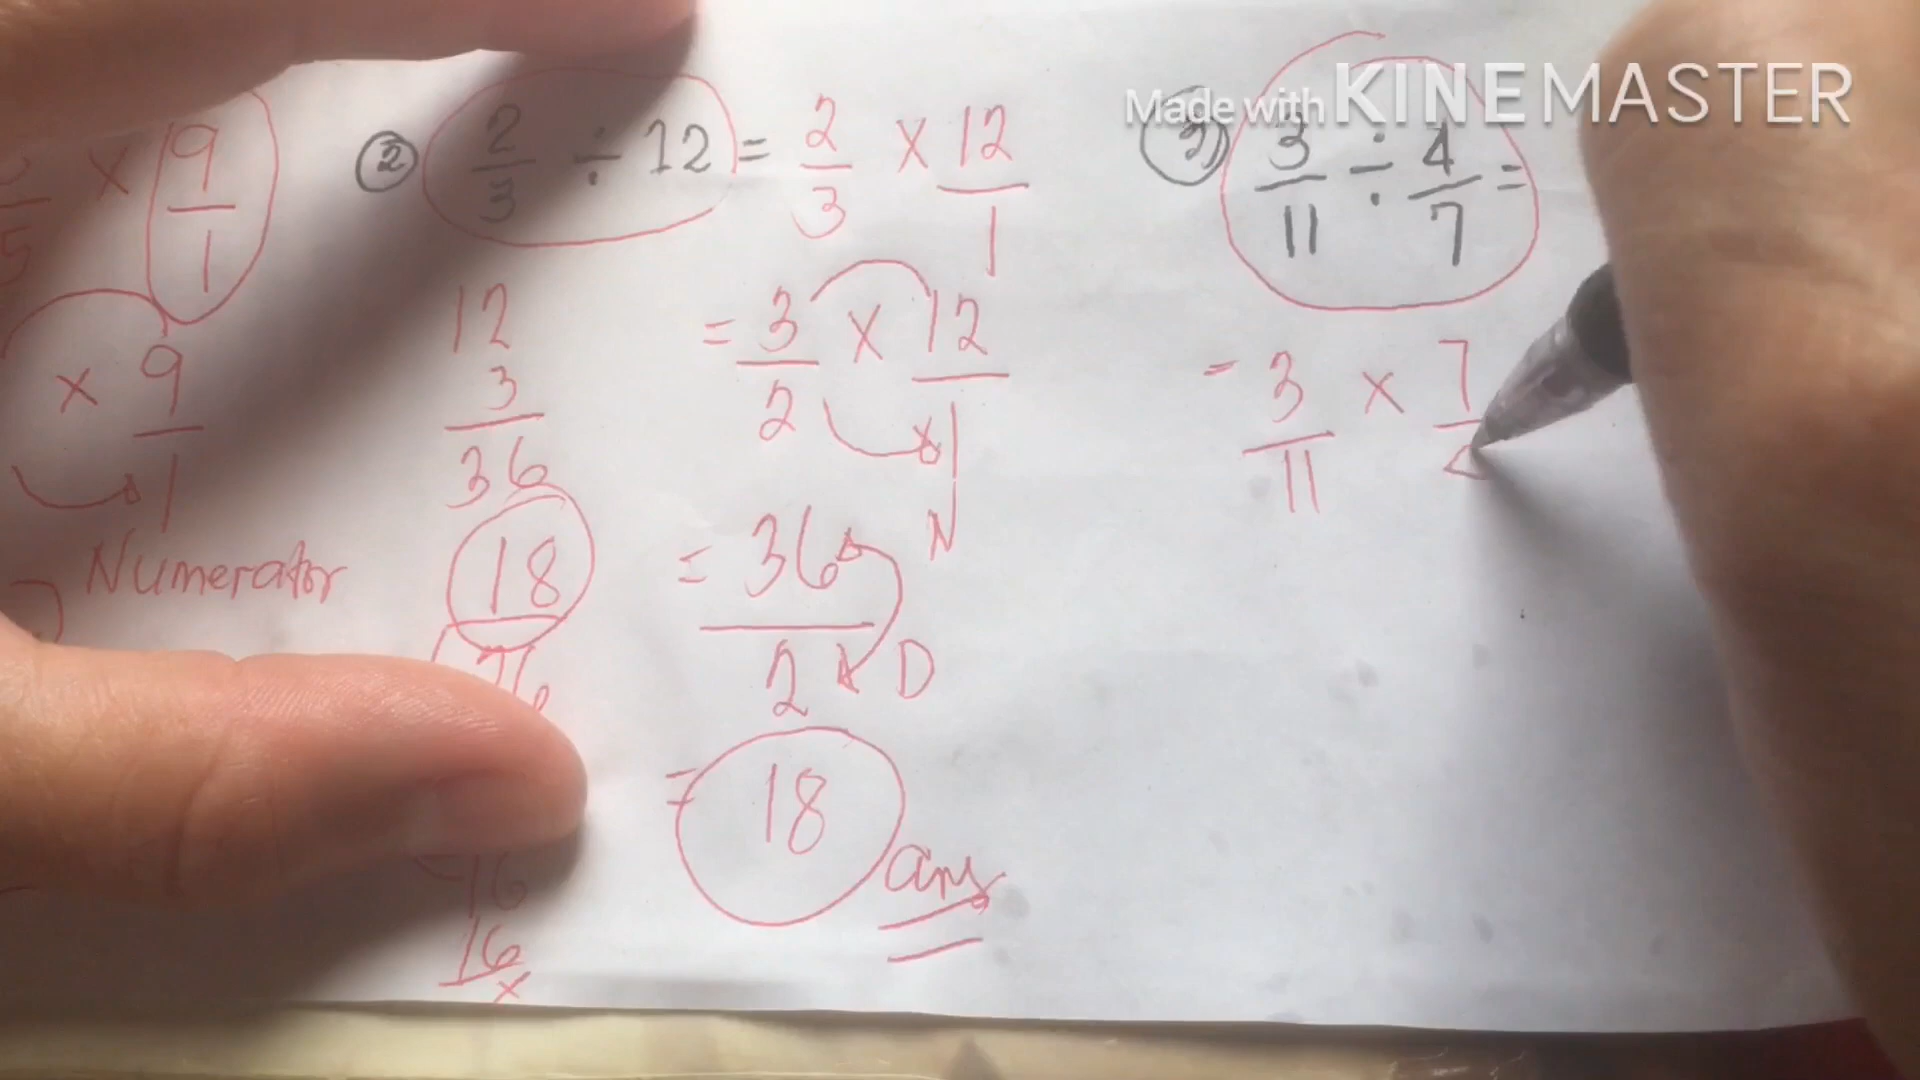 Made with KINEMASTER
× 9/1
× 9/1
Numerator
② 2/3 ÷ 12 = 2/3 × 12/1
= 3/2 × 12/1
12
3
36
18
= 36/2
N
D
= 18 ans
16
16
×
3) 3/11 ÷ 4/7 =
= 3/11 × 7/